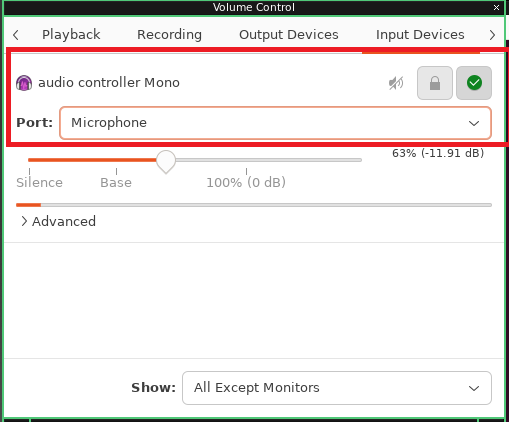 Volume Control
Playback Recording Output Devices Input Devices
audio controller Mono
Port: Microphone
63% (-11.91 dB)
Silence Base 100% (0 dB)
Advanced
Show: All Except Monitors